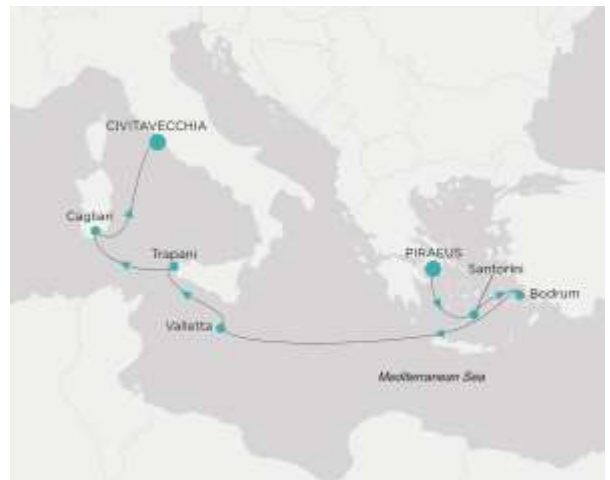 CIVITAVECCHIA
Cagliari
Trapani
PIRAEUS
Santorini
Bodrum
Valletta
Mediterranean Sea